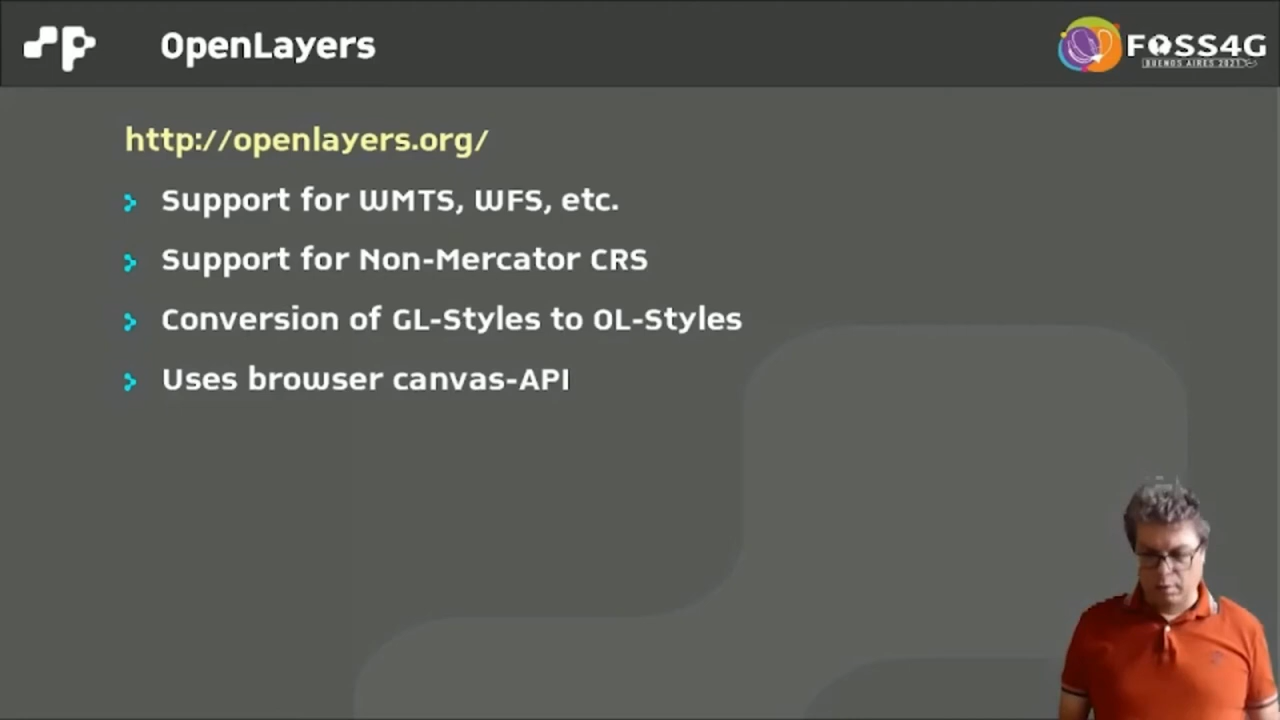 OpenLayers
FOSS4G
BUENOS AIRES 2021
http://openlayers.org/
Support for WMTS, WFS, etc.
Support for Non-Mercator CRS
Conversion of GL-Styles to OL-Styles
Uses browser canvas-API